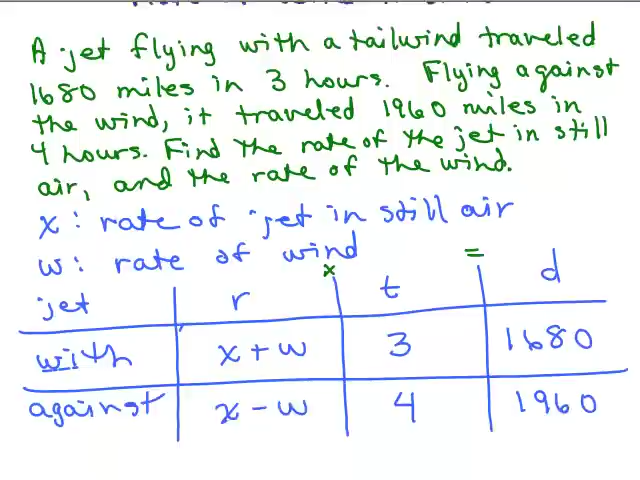 A jet flying with a tailwind traveled
1680 miles in 3 hours. Flying against
the wind, it traveled 1960 miles in
4 hours. Find the rate of the jet in still
air, and the rate of the wind.
x: rate of jet in still air
w: rate of wind
x =
jet r t d
with x + w 3 1680
against x - w 4 1960